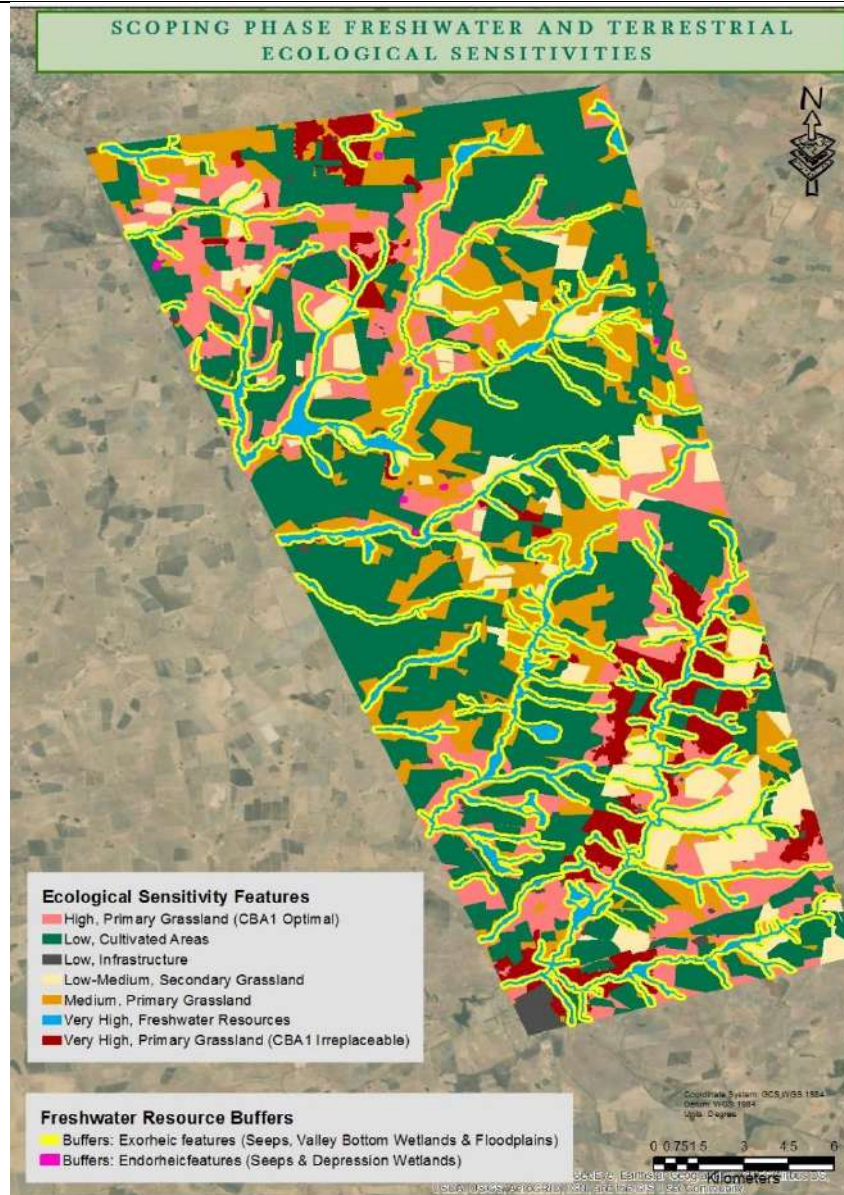 SCOPING PHASE FRESHWATER AND TERRESTRIAL
ECOLOGICAL SENSITIVITIES
N
Ecological Sensitivity Features
High, Primary Grassland (CBA1 Optimal)
Low, Cultivated Areas
Low, Infrastructure
Low-Medium, Secondary Grassland
Medium, Primary Grassland
Very High, Freshwater Resources
Very High, Primary Grassland (CBA1 Irreplaceable)
Freshwater Resource Buffers
Buffers: Exorheic features (Seeps, Valley Bottom Wetlands & Floodplains)
Buffers: Endorheicfeatures (Seeps & Depression Wetlands)
Coordinate System: GCS WGS 1984
Datum: WGS 1984
Units: Degree
0 0.751.5 3 4.5 6
Kilometers